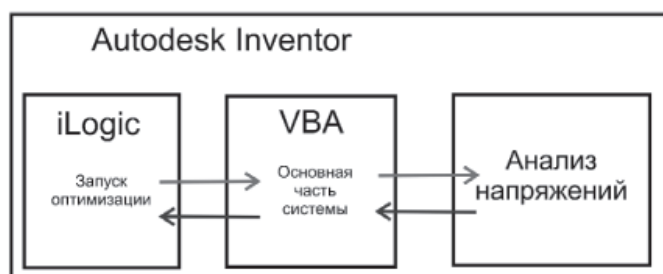 Autodesk Inventor
iLogic
Запуск
оптимизации
VBA
Основная
часть
системы
Анализ
напряжений